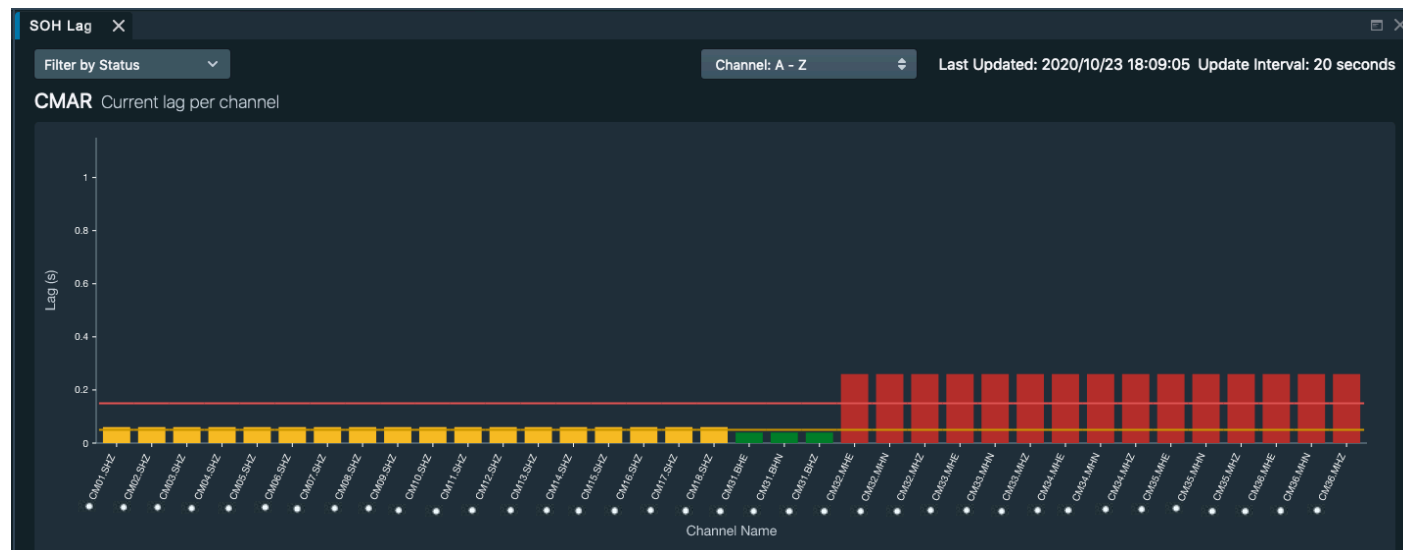 SOH Lag
Filter by Status
Channel: A - Z
Last Updated: 2020/10/23 18:09:05 Update Interval: 20 seconds
CMAR Current lag per channel
1
0.8
0.6
0.4
0.2
0
Lag (s)
CM01.SHZ
CM02.SHZ
CM03.SHZ
CM04.SHZ
CM05.SHZ
CM06.SHZ
CM07.SHZ
CM08.SHZ
CM09.SHZ
CM10.SHZ
CM11.SHZ
CM12.SHZ
CM13.SHZ
CM14.SHZ
CM15.SHZ
CM16.SHZ
CM17.SHZ
CM18.SHZ
CM31.BHE
CM31.BHN
CM31.BHZ
CM32.MHE
CM32.MHN
CM32.MHZ
CM33.MHE
CM33.MHN
CM33.MHZ
CM34.MHE
CM34.MHN
CM34.MHZ
CM35.MHE
CM35.MHN
CM35.MHZ
CM36.MHE
CM36.MHN
CM36.MHZ
Channel Name